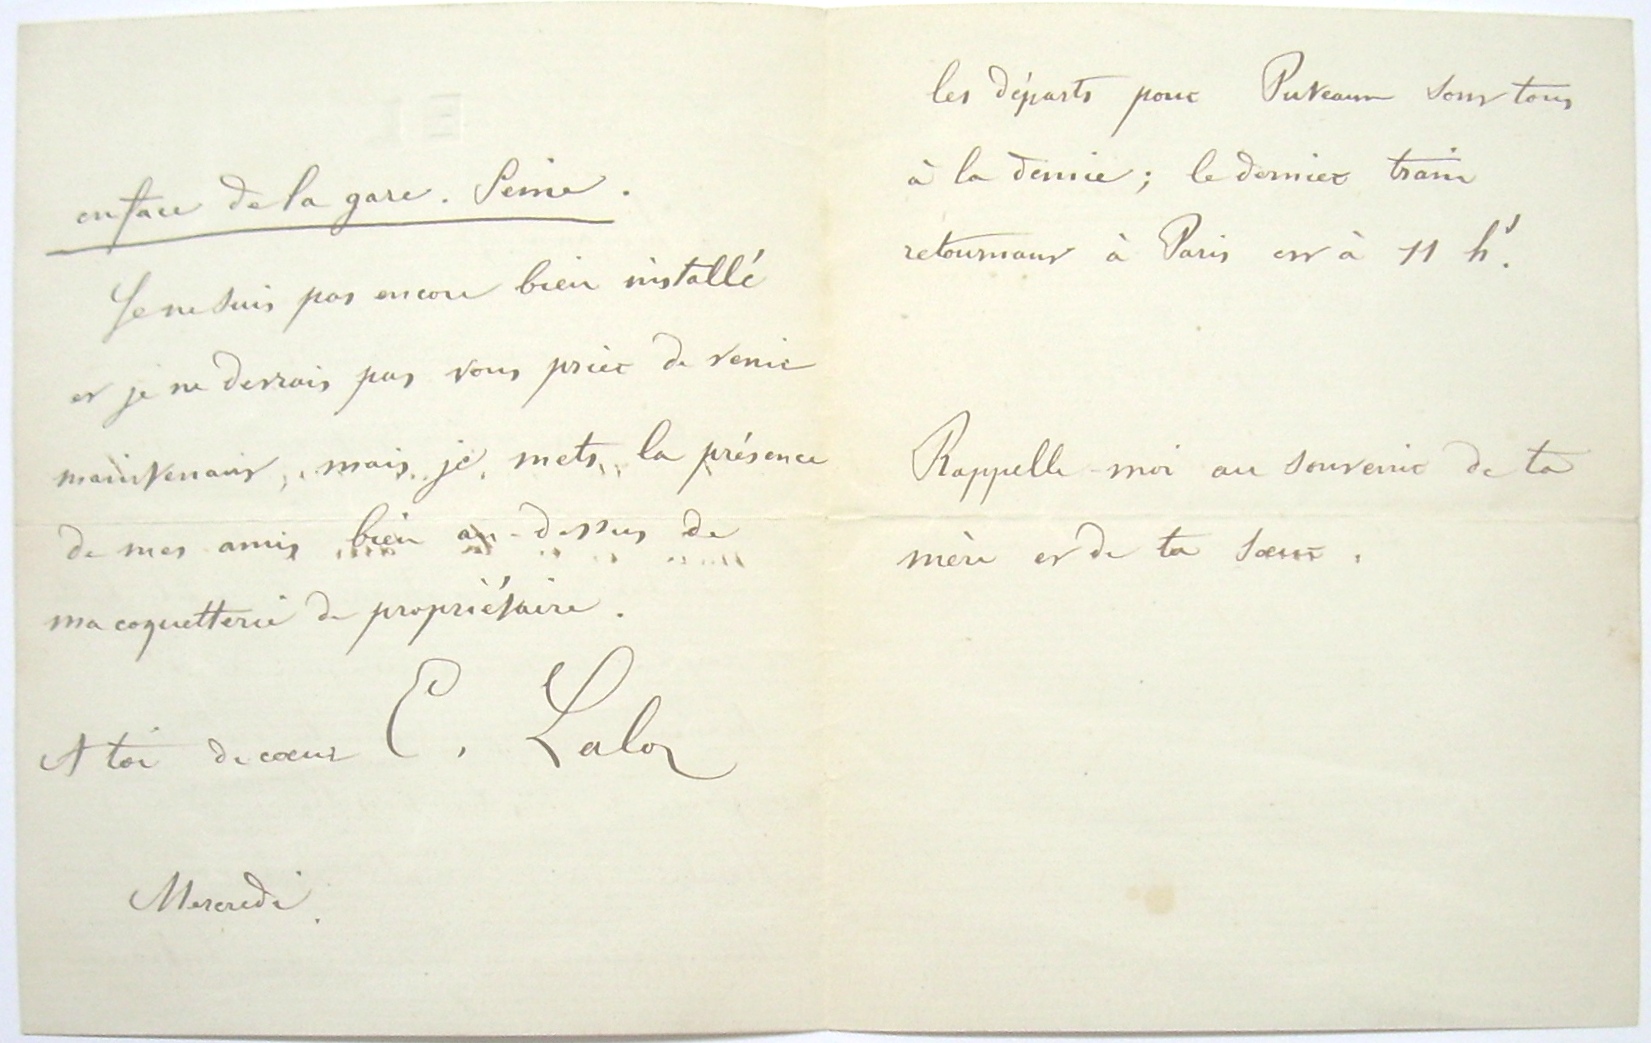 en face de la gare. Seine.
Je ne suis pas encore bien installé
et je ne devrais pas vous prier de venir
maintenant, mais je mets la présence
de mes amis bien au-dessus de
ma coquetterie de propriétaire.
A toi de cœur E. Lalo
Mercredi.
les départs pour Puteaux sont tous
à la demie; le dernier train
retournant à Paris est à 11 hs.
Rappelle-moi au souvenir de ta
mère et de ta sœur.